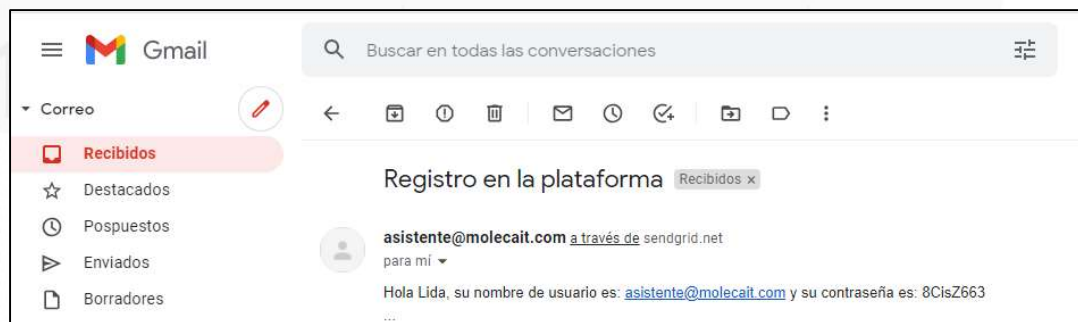 Gmail
Buscar en todas las conversaciones
Correo
Recibidos
Destacados
Pospuestos
Enviados
Borradores
Registro en la plataforma Recibidos x
asistente@molecait.com a través de sendgrid.net
para mí
Hola Lida, su nombre de usuario es: asistente@molecait.com y su contraseña es: 8CisZ663
...